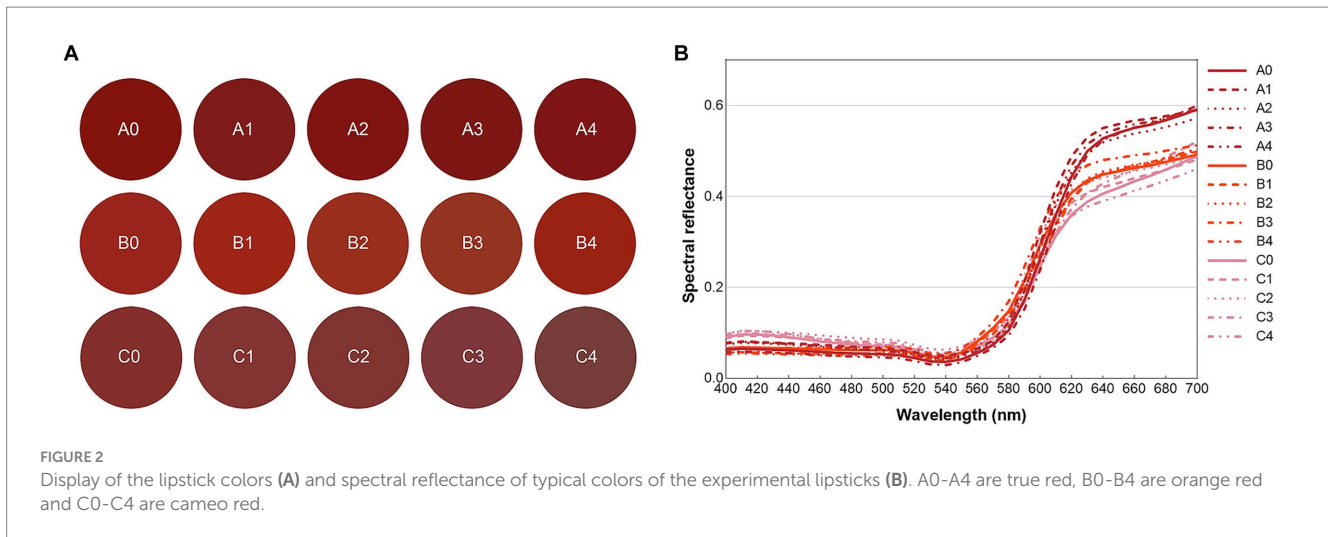 A
A0 A1 A2 A3 A4
B0 B1 B2 B3 B4
C0 C1 C2 C3 C4
B
Spectral reflectance
0.6
0.4
0.2
0.0
400 420 440 460 480 500 520 540 560 580 600 620 640 660 680 700
Wavelength (nm)
A0
A1
A2
A3
A4
B0
B1
B2
B3
B4
C0
C1
C2
C3
C4
FIGURE 2
Display of the lipstick colors (A) and spectral reflectance of typical colors of the experimental lipsticks (B). A0-A4 are true red, B0-B4 are orange red
and C0-C4 are cameo red.